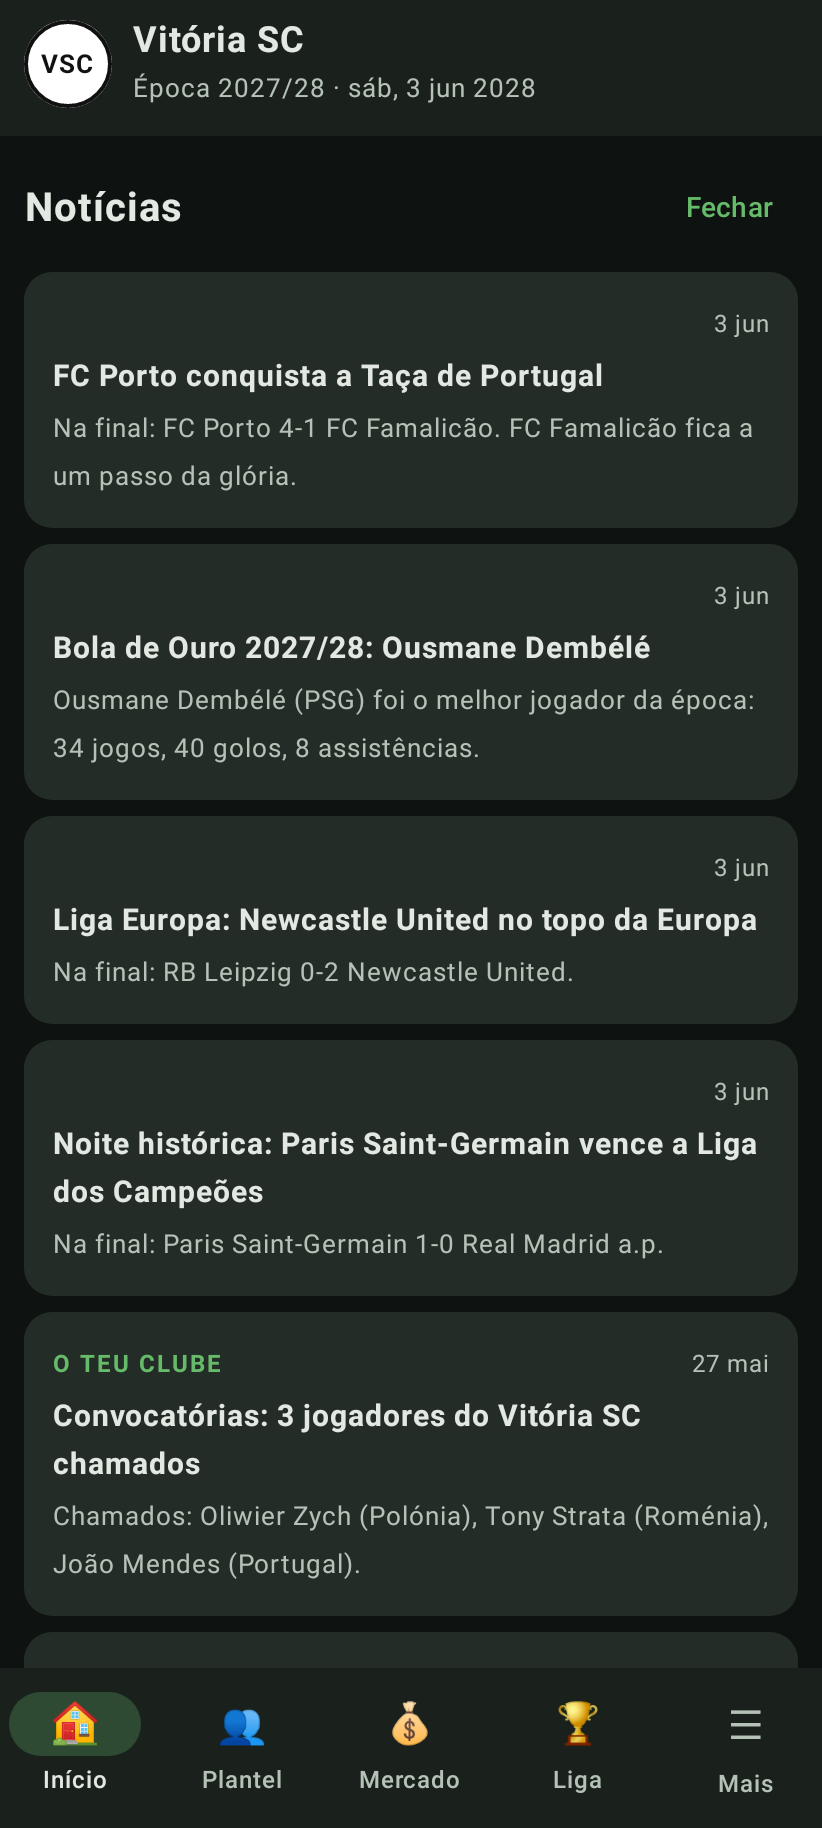 VSC
Vitória SC
Época 2027/28 · sáb, 3 jun 2028
Notícias
Fechar
3 jun
FC Porto conquista a Taça de Portugal
Na final: FC Porto 4-1 FC Famalicão. FC Famalicão fica a
um passo da glória.
3 jun
Bola de Ouro 2027/28: Ousmane Dembélé
Ousmane Dembélé (PSG) foi o melhor jogador da época:
34 jogos, 40 golos, 8 assistências.
3 jun
Liga Europa: Newcastle United no topo da Europa
Na final: RB Leipzig 0-2 Newcastle United.
3 jun
Noite histórica: Paris Saint-Germain vence a Liga
dos Campeões
Na final: Paris Saint-Germain 1-0 Real Madrid a.p.
O TEU CLUBE
27 mai
Convocatórias: 3 jogadores do Vitória SC
chamados
Chamados: Oliwier Zych (Polónia), Tony Strata (Roménia),
João Mendes (Portugal).
Início
Plantel
Mercado
Liga
Mais